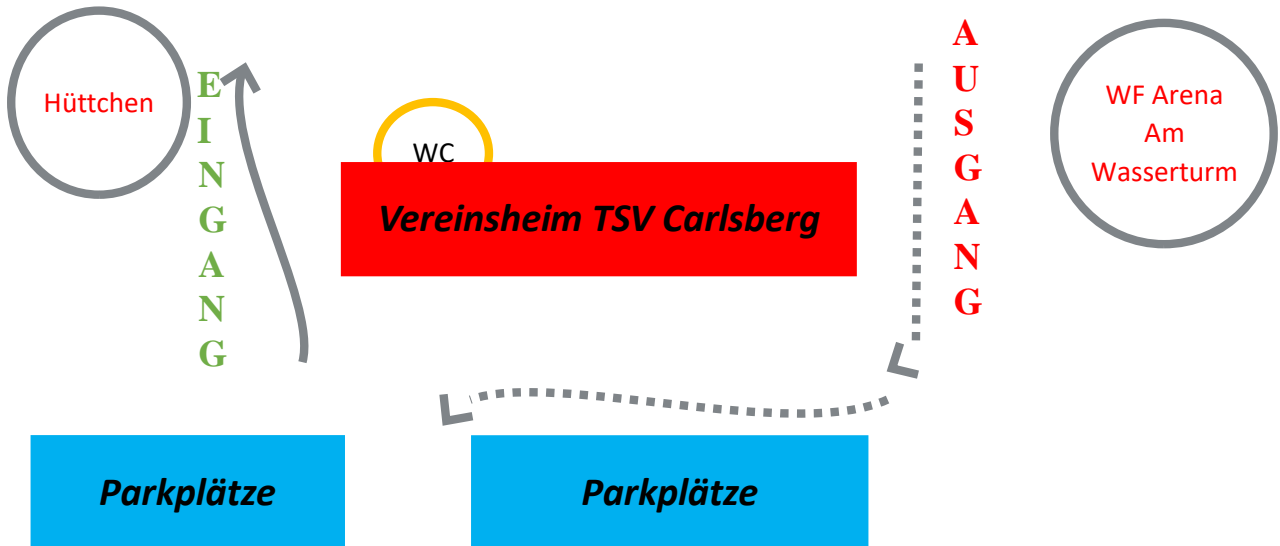 Hüttchen
EINGANG
WC
Vereinsheim TSV Carlsberg
AUSGANG
WF Arena
Am
Wasserturm
Parkplätze
Parkplätze